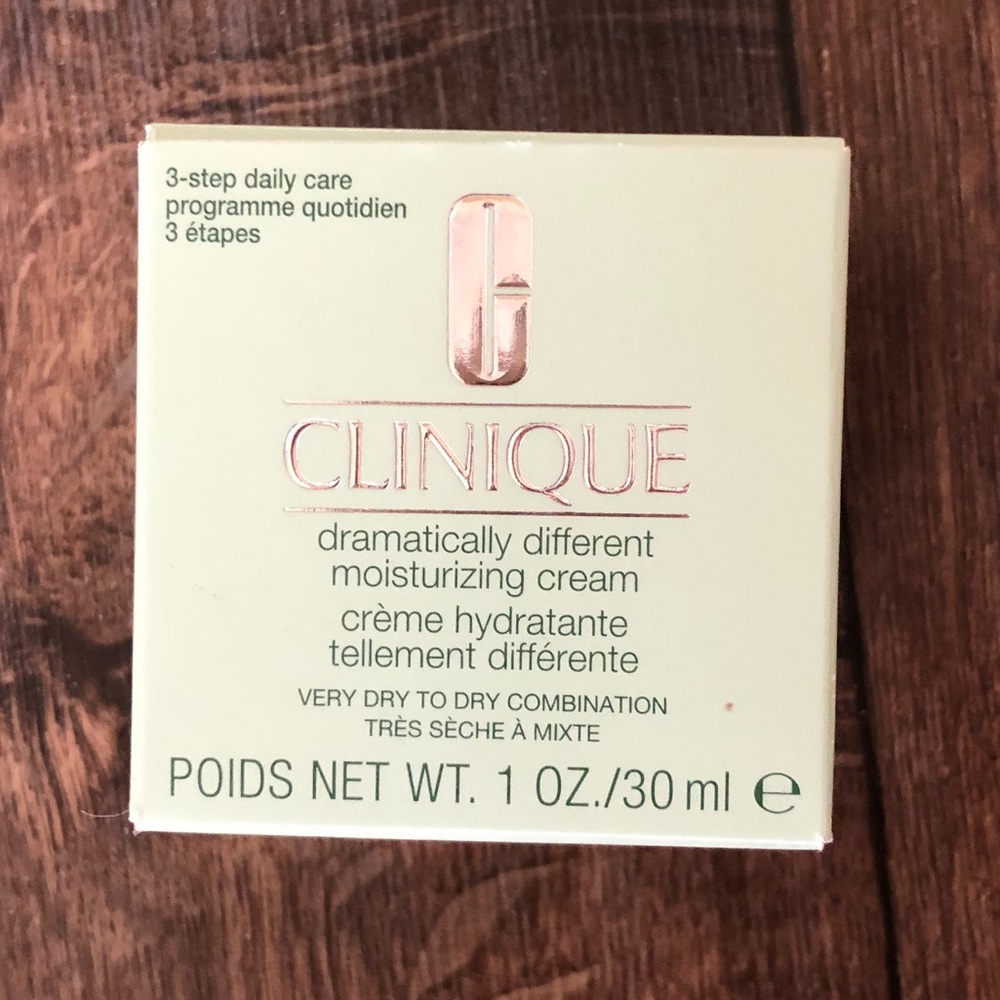 3-step daily care
programme quotidien
3 étapes
CLINIQUE
dramatically different
moisturizing cream
crème hydratante
tellement différente
VERY DRY TO DRY COMBINATION
TRÈS SÈCHE À MIXTE
POIDS NET WT. 1 OZ./30 ml ℮